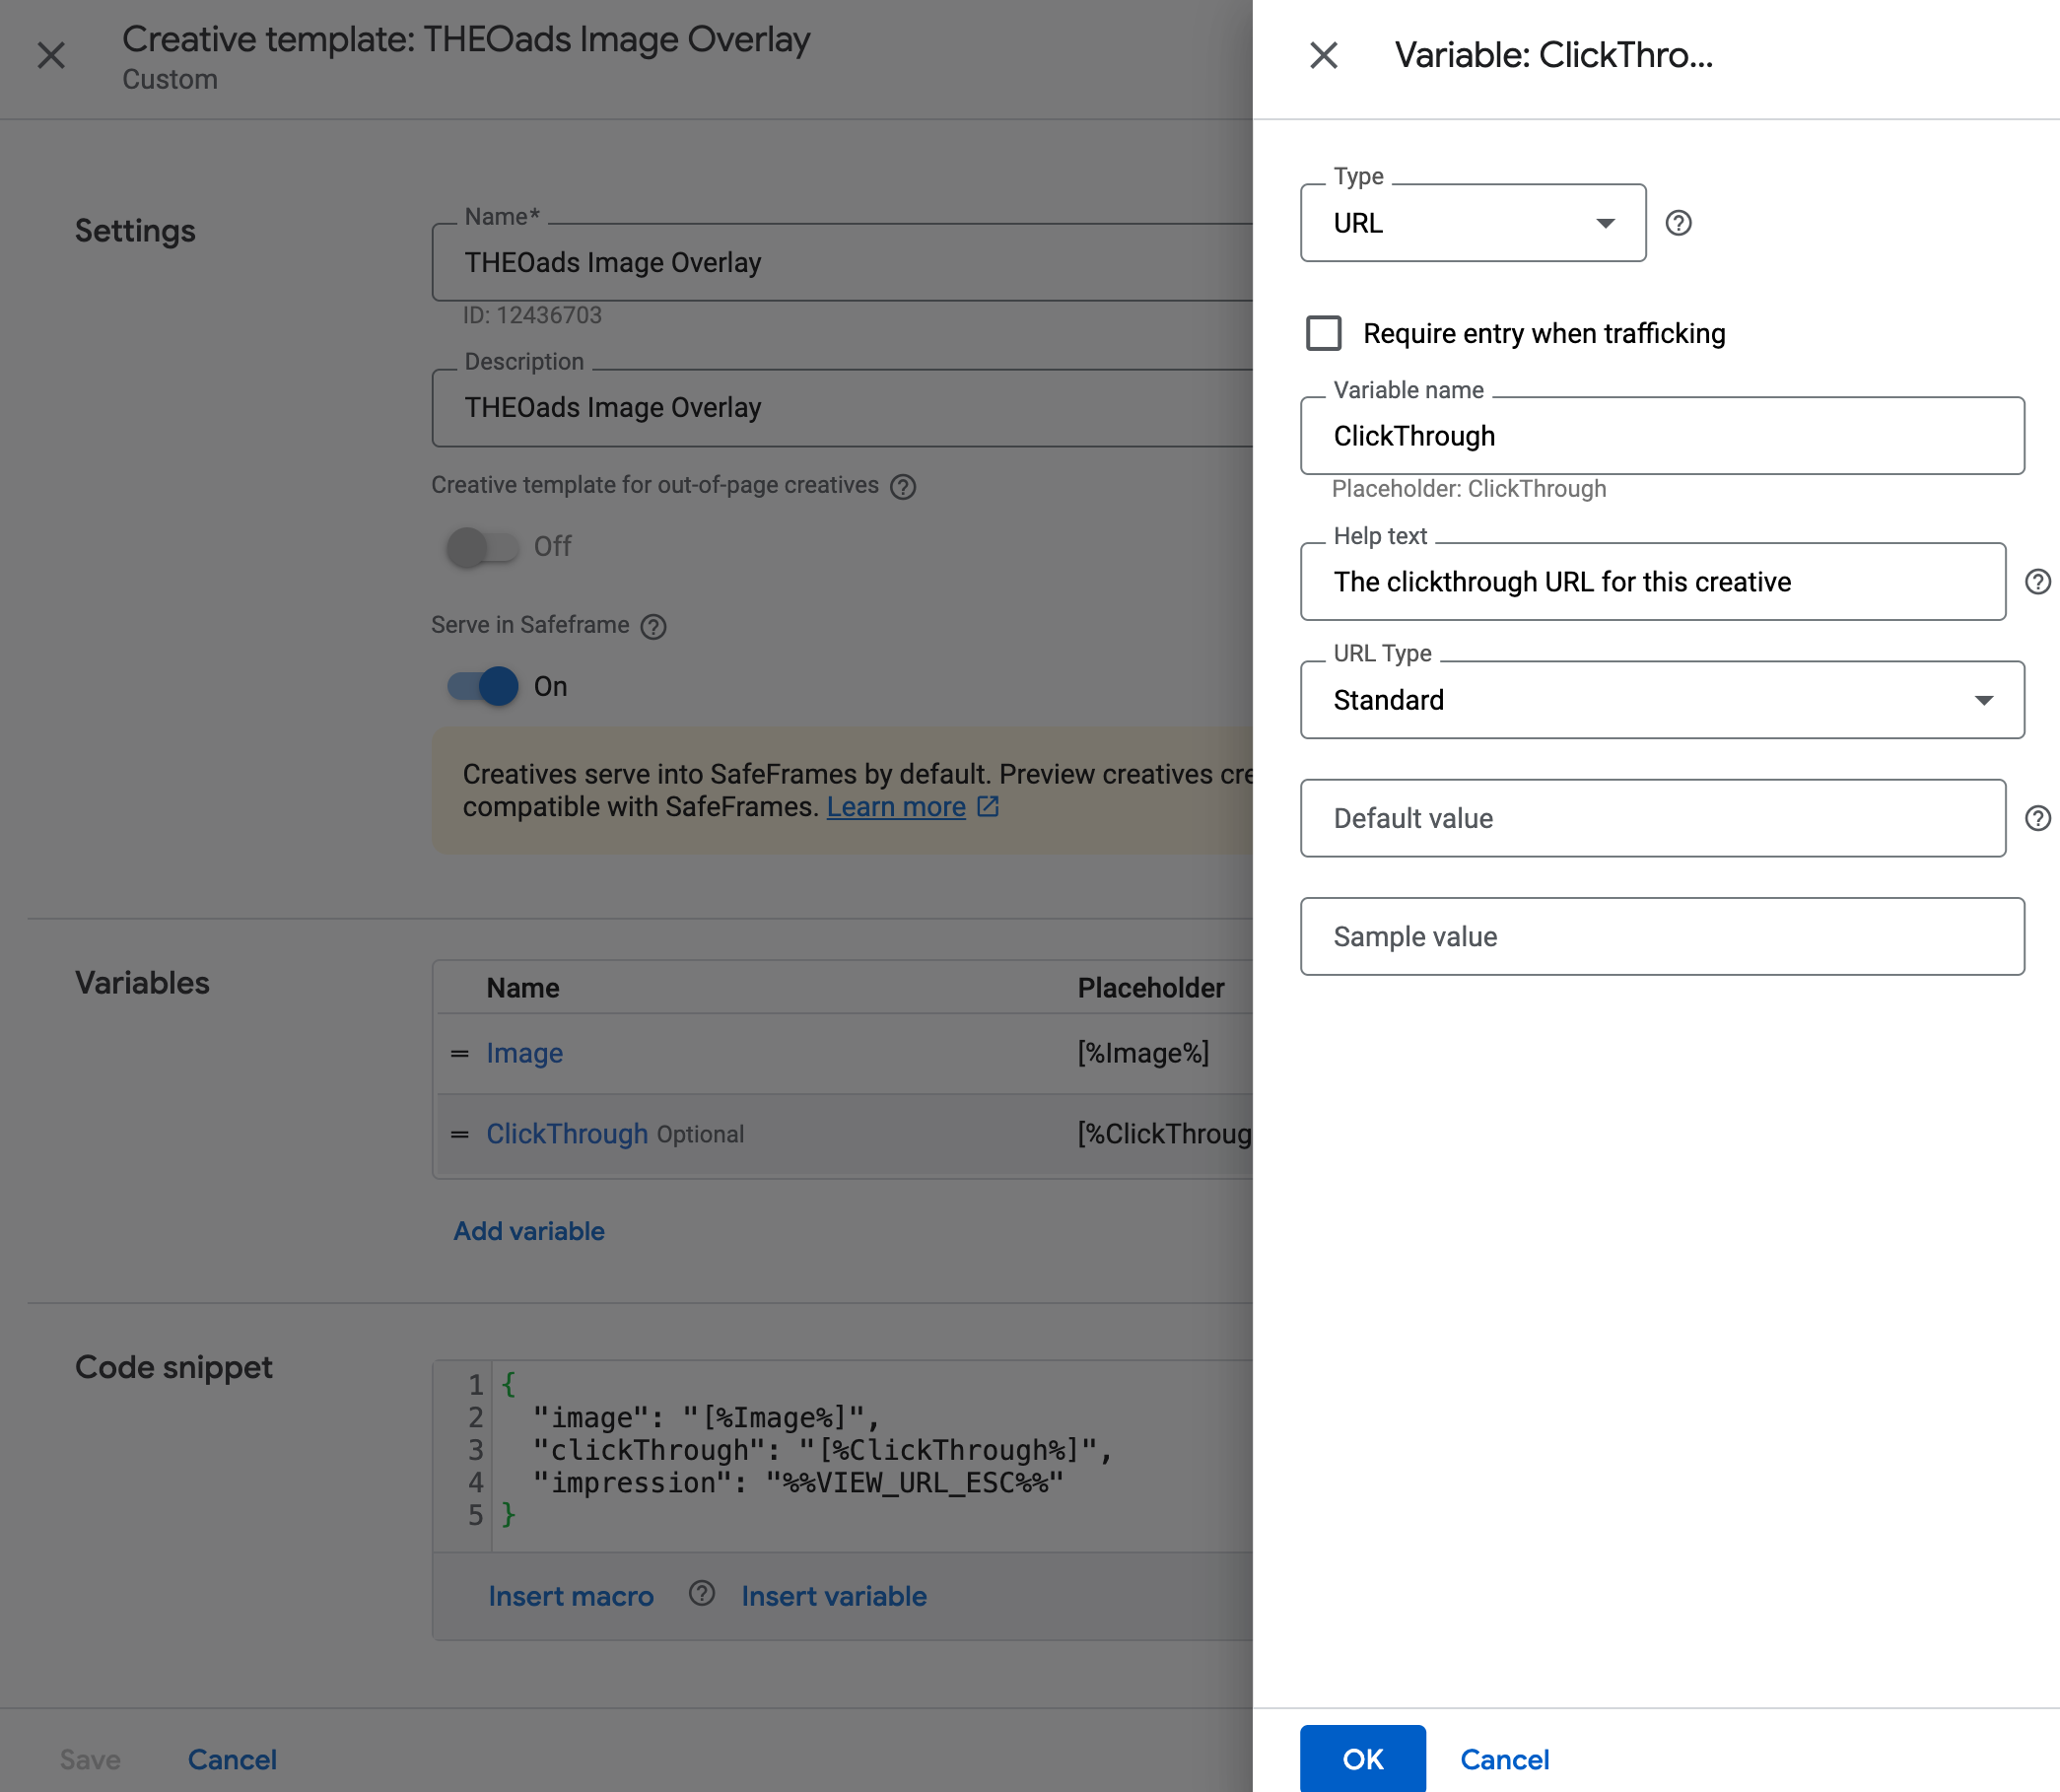 Creative template: THEOads Image Overlay
Custom
Settings
Name*
THEOads Image Overlay
ID: 12436703
Description
THEOads Image Overlay
Creative template for out-of-page creatives
Off
Serve in Safeframe
On
Creatives serve into SafeFrames by default. Preview creatives cre
compatible with SafeFrames. Learn more
Variables
Name Placeholder
Image [%Image%]
ClickThrough Optional [%ClickThroug
Add variable
Code snippet
1 {
2 "image": "[%Image%]",
3 "clickThrough": "[%ClickThrough%]",
4 "impression": "%%VIEW_URL_ESC%%"
5 }
Insert macro Insert variable
Save Cancel
Variable: ClickThro...
Type
URL
Require entry when trafficking
Variable name
ClickThrough
Placeholder: ClickThrough
Help text
The clickthrough URL for this creative
URL Type
Standard
Default value
Sample value
OK Cancel